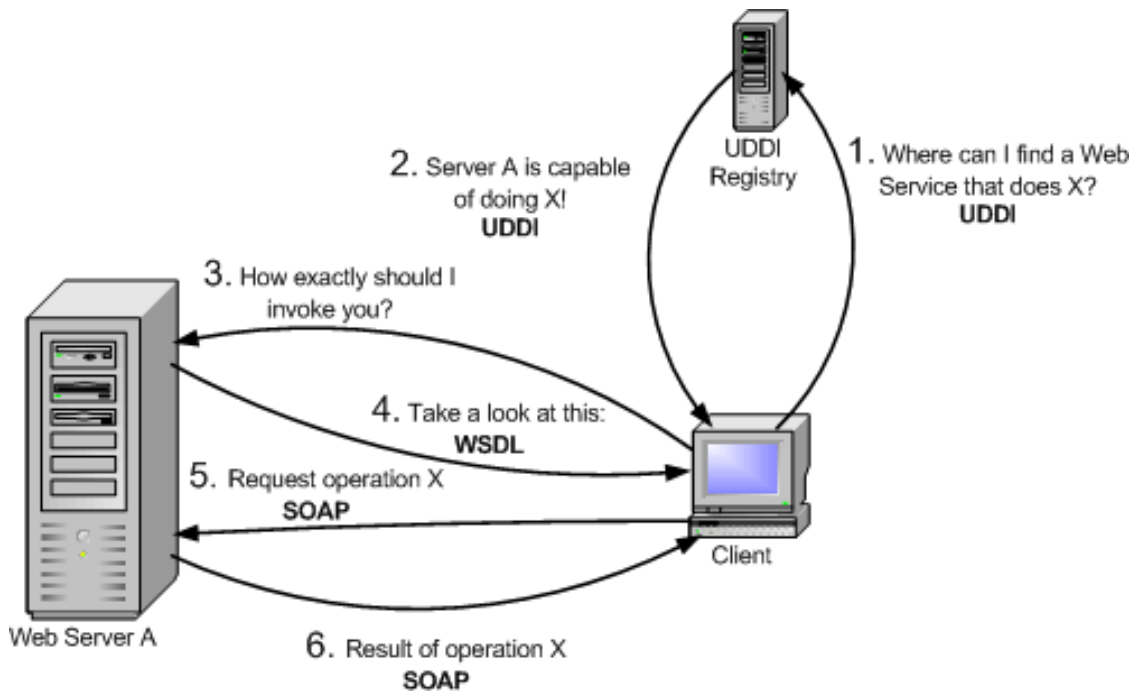 UDDI
Registry
1. Where can I find a Web
Service that does X?
UDDI
2. Server A is capable
of doing X!
UDDI
3. How exactly should I
invoke you?
4. Take a look at this:
WSDL
5. Request operation X
SOAP
Client
Web Server A
6. Result of operation X
SOAP